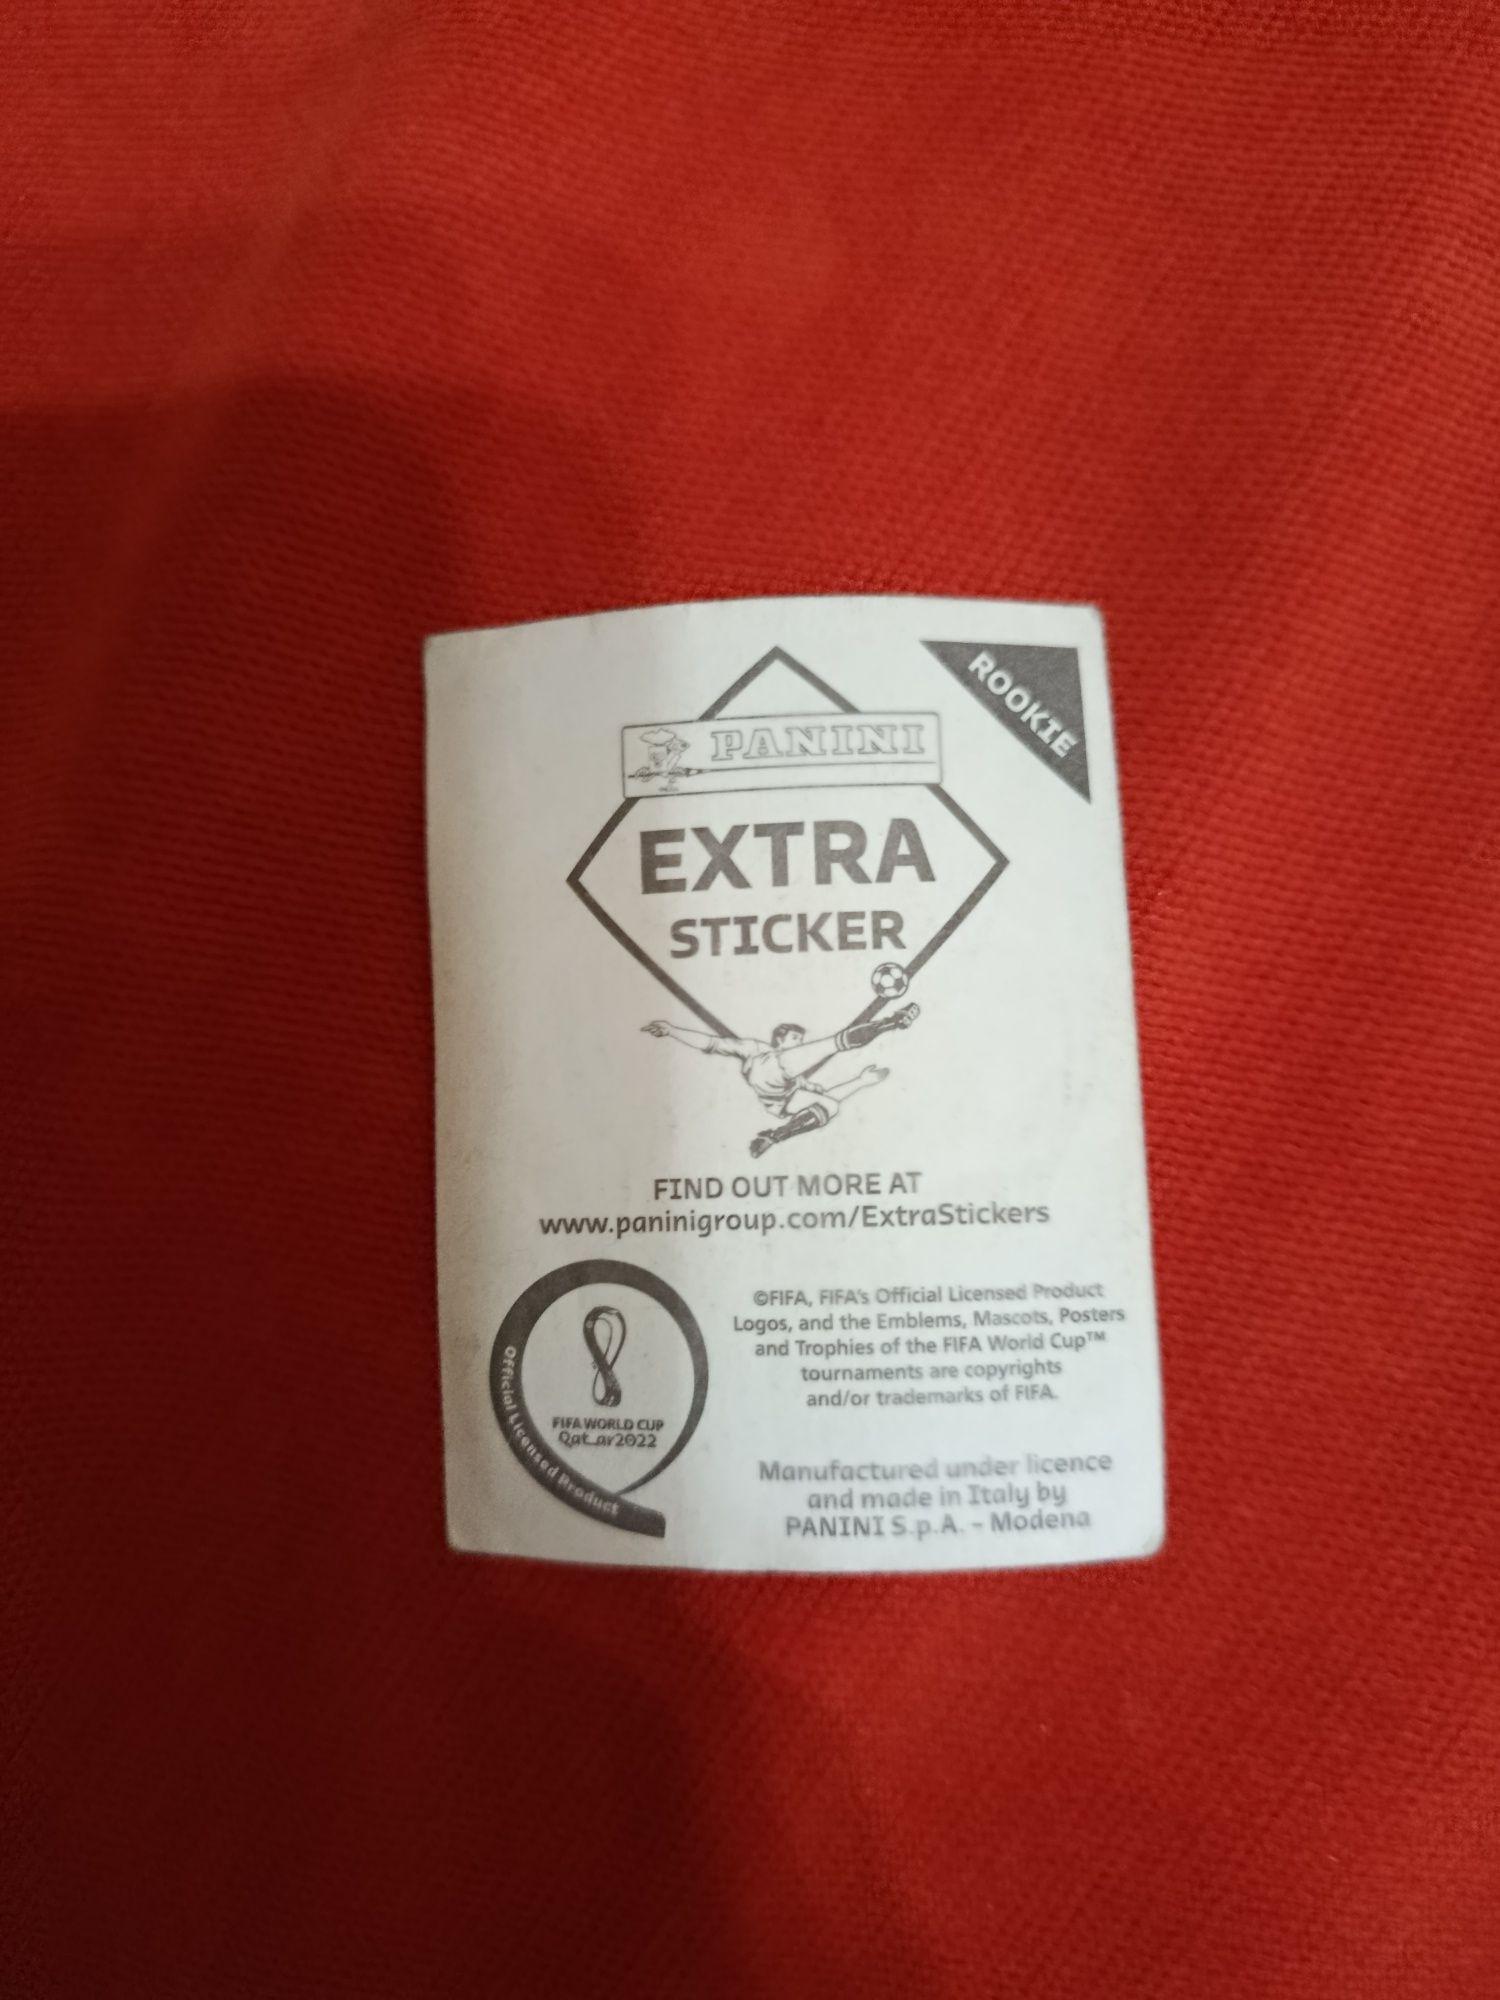 ROOKIE
PANINI
EXTRA
STICKER
FIND OUT MORE AT
www.paninigroup.com/ExtraStickers
©FIFA, FIFA's Official Licensed Product
Logos, and the Emblems, Mascots, Posters
and Trophies of the FIFA World Cup™
tournaments are copyrights
and/or trademarks of FIFA.
Official Licensed Product
FIFA WORLD CUP
Qatar2022
Manufactured under licence
and made in Italy by
PANINI S.p.A. - Modena